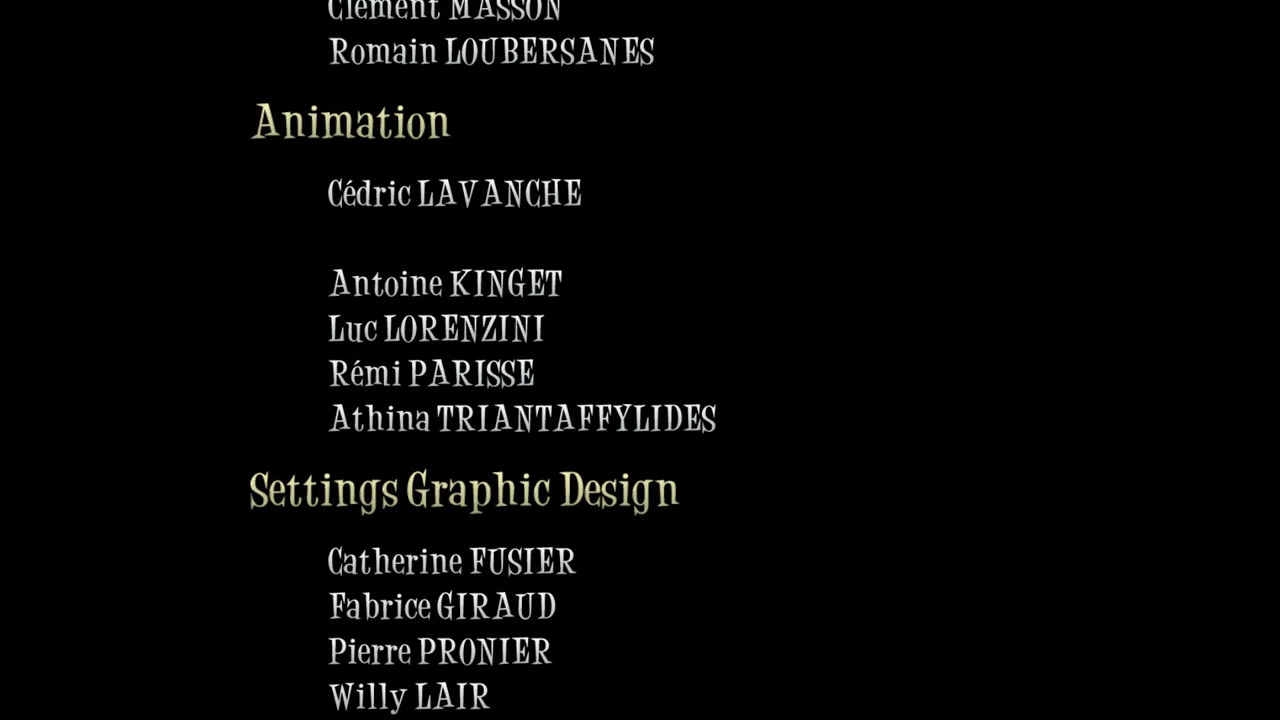 Clément MASSON
Romain LOUBERSANES
Animation
Cédric LAVANCHE
Antoine KINGET
Luc LORENZINI
Rémi PARISSE
Athina TRIANTAFFYLIDES
Settings Graphic Design
Catherine FUSIER
Fabrice GIRAUD
Pierre PRONIER
Willy LAIR